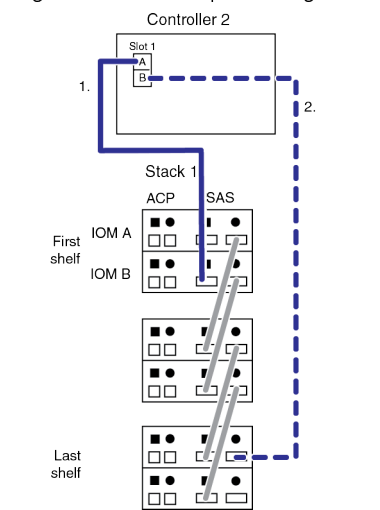 Controller 2
Slot 1
A
B
1.
2.
Stack 1
ACP SAS
IOM A
First
shelf
IOM B
Last
shelf